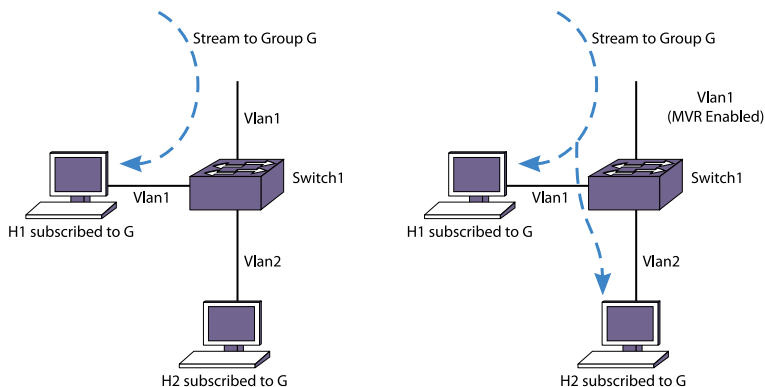 Stream to Group G
Vlan1
Switch1
Vlan1
H1 subscribed to G
Vlan2
H2 subscribed to G
Stream to Group G
Vlan1
(MVR Enabled)
Switch1
Vlan1
H1 subscribed to G
Vlan2
H2 subscribed to G